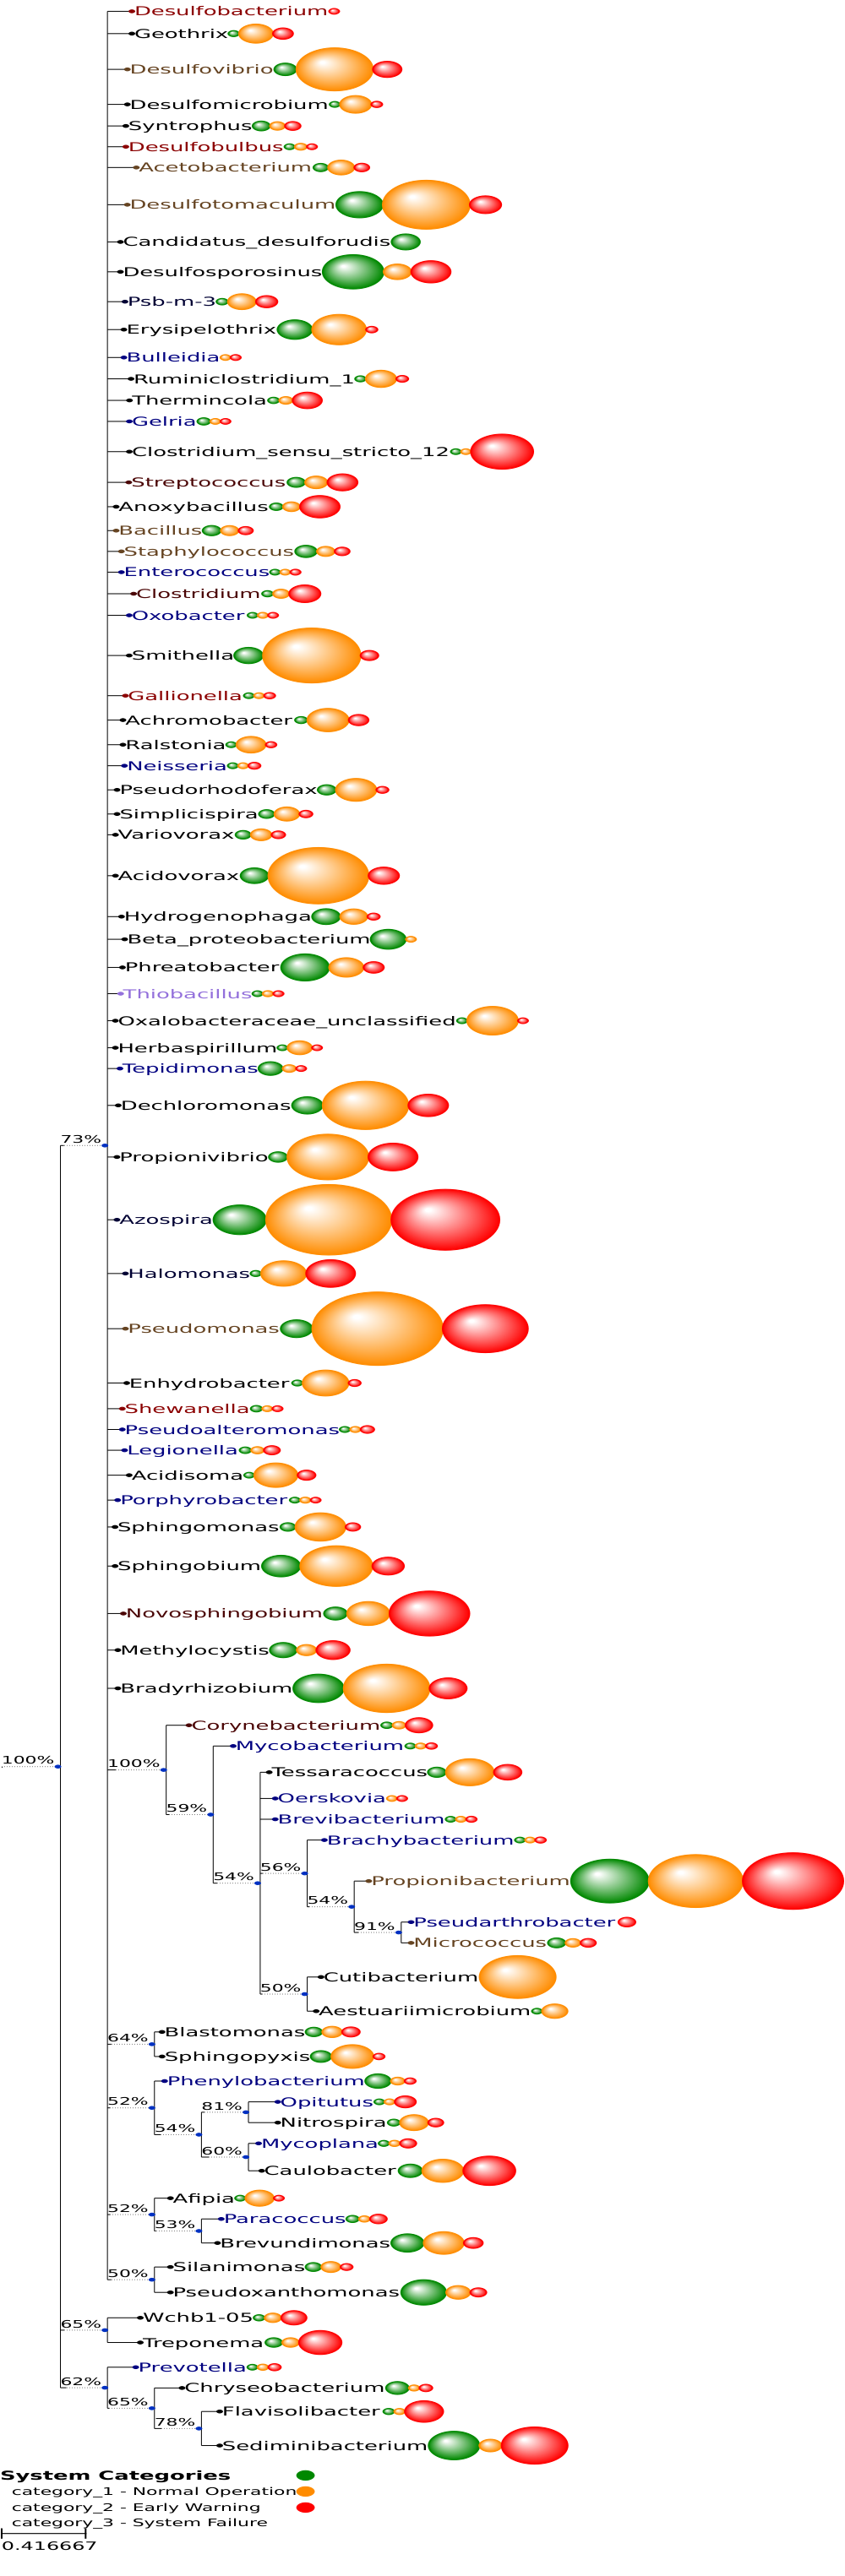 Desulfobacterium
Geothrix
Desulfovibrio
Desulfomicrobium
Syntrophus
Desulfobulbus
Acetobacterium
Desulfotomaculum
Candidatus_desulforudis
Desulfosporosinus
Psb-m-3
Erysipelothrix
Bulleidia
Ruminiclostridium_1
Thermincola
Gelria
Clostridium_sensu_stricto_12
Streptococcus
Anoxybacillus
Bacillus
Staphylococcus
Enterococcus
Clostridium
Oxobacter
Smithella
Gallionella
Achromobacter
Ralstonia
Neisseria
Pseudorhodoferax
Simplicispira
Variovorax
Acidovorax
Hydrogenophaga
Beta_proteobacterium
Phreatobacter
Thiobacillus
Oxalobacteraceae_unclassified
Herbaspirillum
Tepidimonas
Dechloromonas
73%
Propionivibrio
Azospira
Halomonas
Pseudomonas
Enhydrobacter
Shewanella
Pseudoalteromonas
Legionella
Acidisoma
Porphyrobacter
Sphingomonas
Sphingobium
Novosphingobium
Methylocystis
Bradyrhizobium
Corynebacterium
Mycobacterium
100%
100%
Tessaracoccus
Oerskovia
59%
Brevibacterium
Brachybacterium
56%
54%
Propionibacterium
54%
Pseudarthrobacter
91%
Micrococcus
Cutibacterium
50%
Aestuariimicrobium
Blastomonas
64%
Sphingopyxis
Phenylobacterium
52%
81%
Opitutus
Nitrospira
54%
Mycoplana
60%
Caulobacter
Afipia
52%
Paracoccus
53%
Brevundimonas
Silanimonas
50%
Pseudoxanthomonas
Wchb1-05
65%
Treponema
Prevotella
62%
Chryseobacterium
65%
Flavisolibacter
78%
Sediminibacterium
System Categories
category_1 - Normal Operation
category_2 - Early Warning
category_3 - System Failure
0.416667